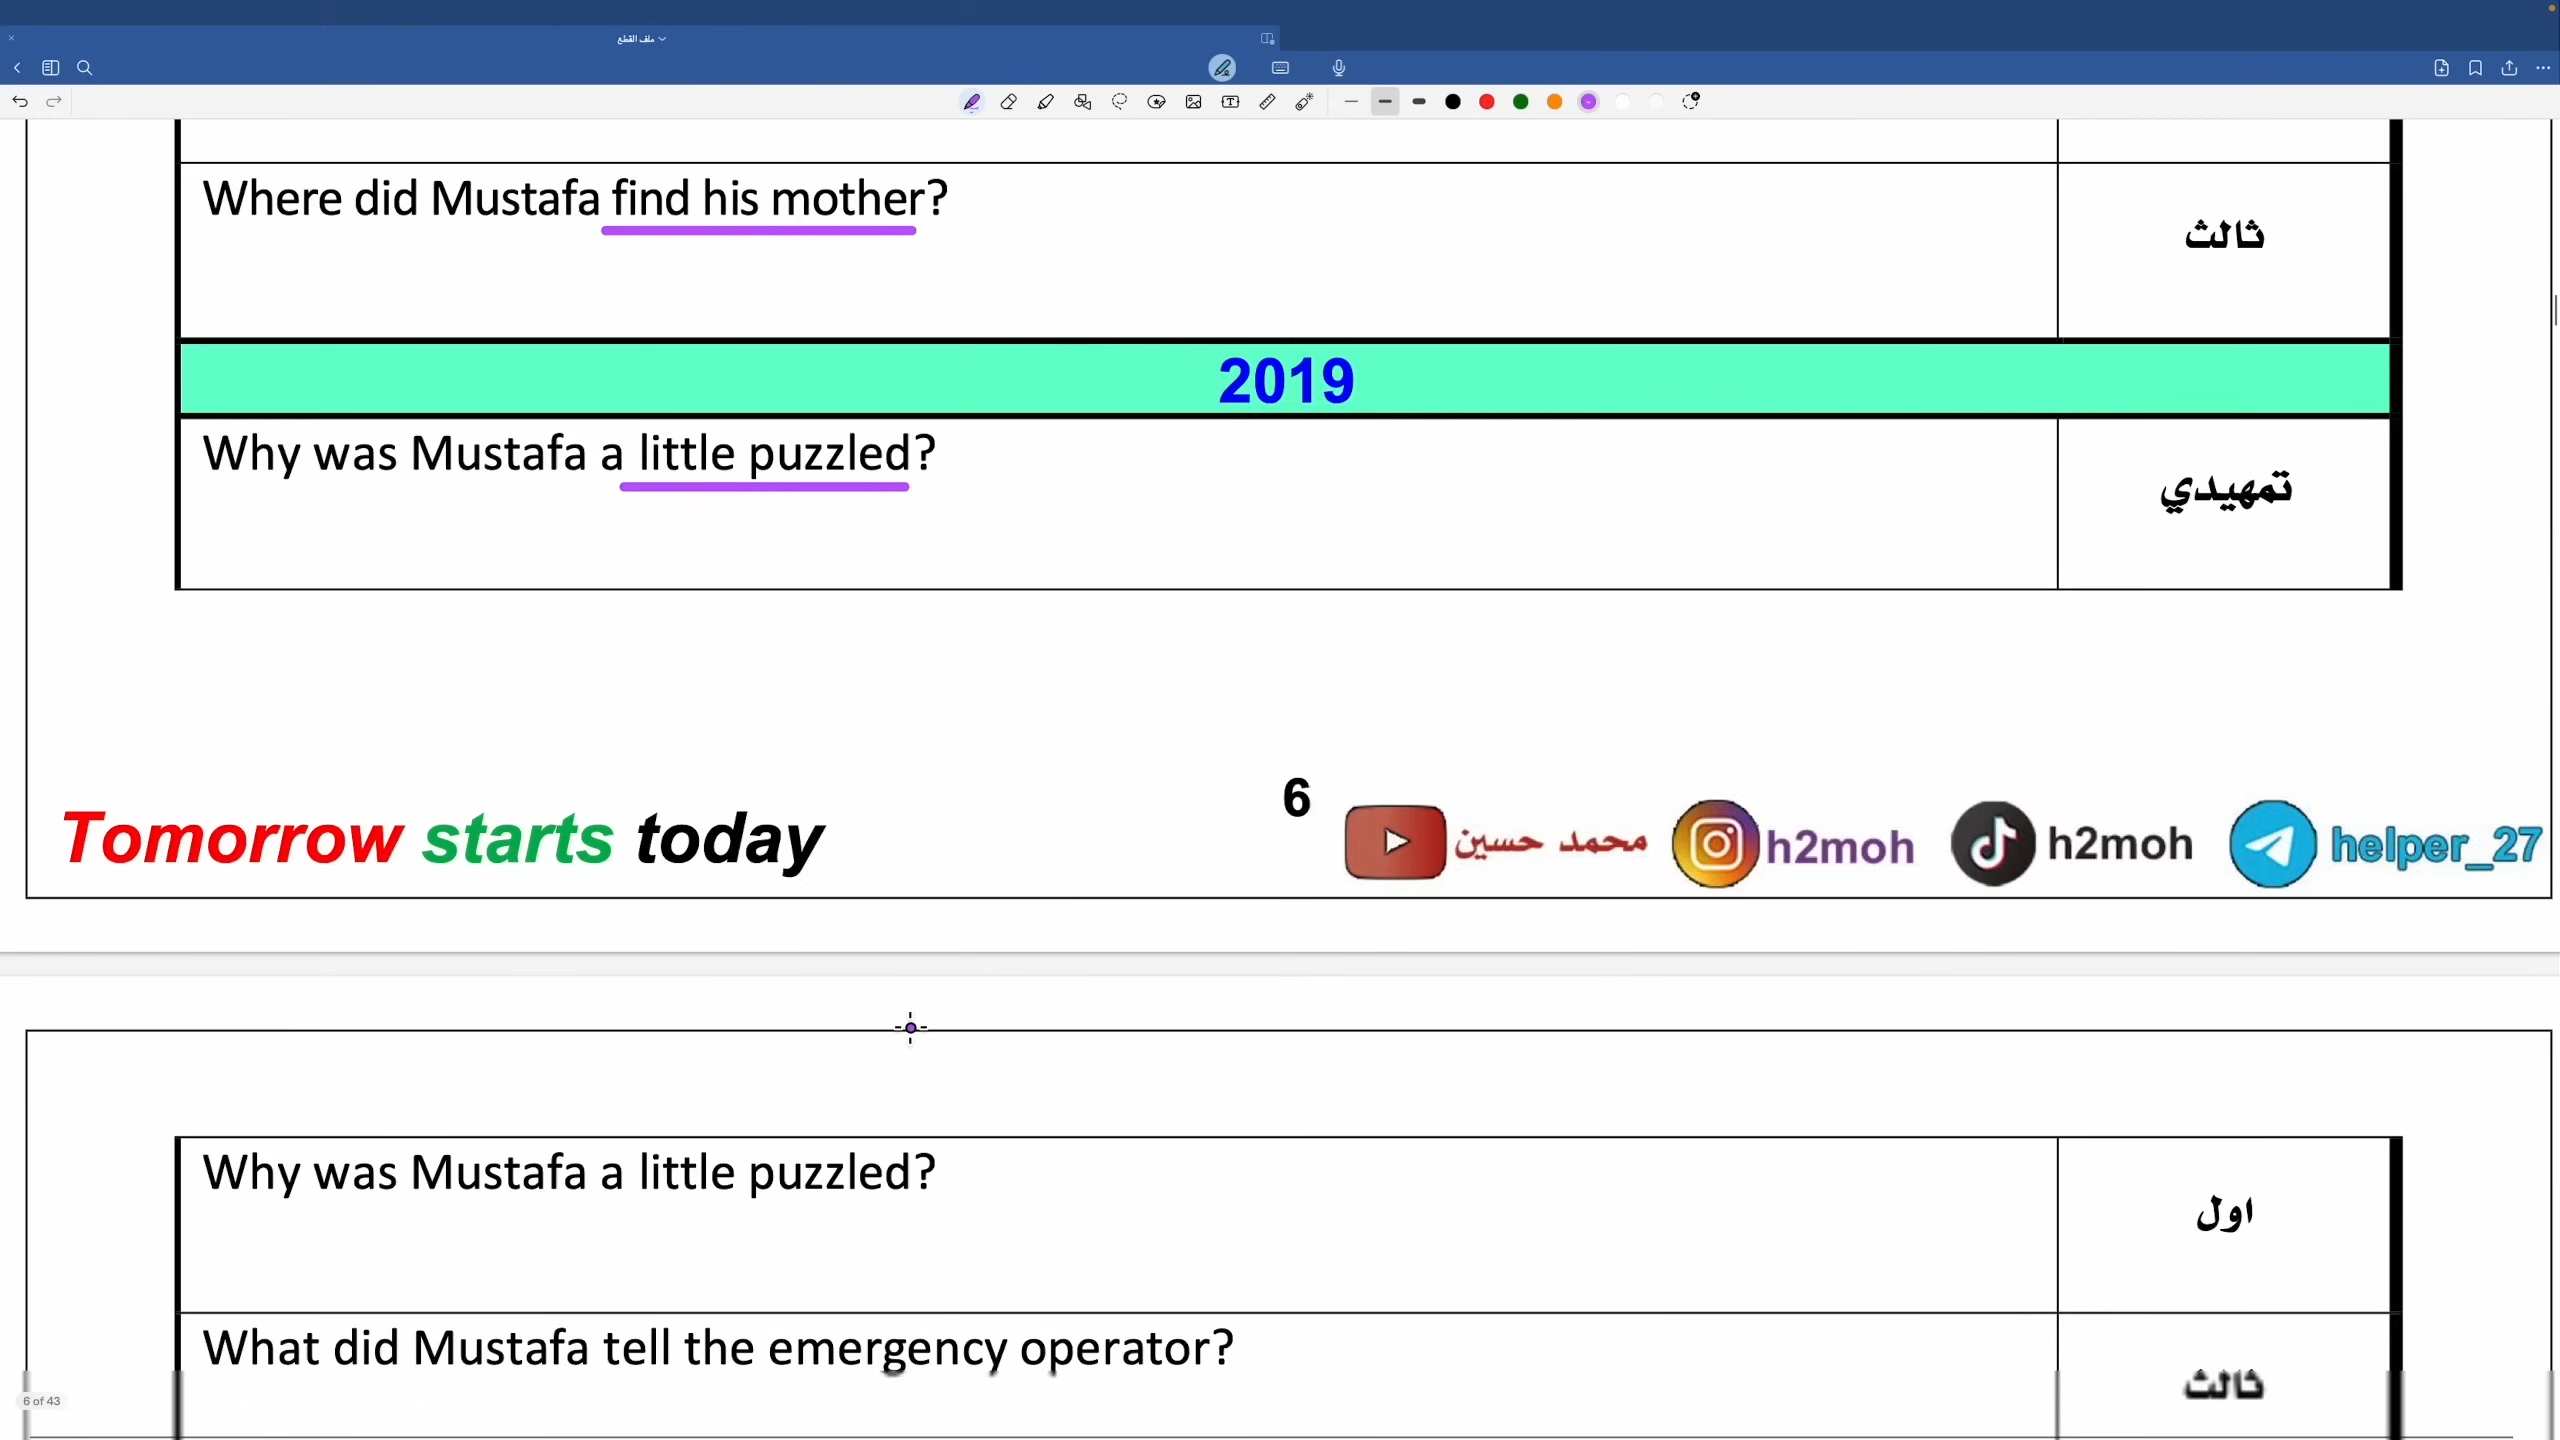 ملف القطع
Where did Mustafa find his mother?
ثالث
2019
Why was Mustafa a little puzzled?
تمهيدي
Tomorrow starts today
6
محمد حسين
h2moh
h2moh
helper_27
Why was Mustafa a little puzzled?
اول
What did Mustafa tell the emergency operator?
ثالث
6 of 43